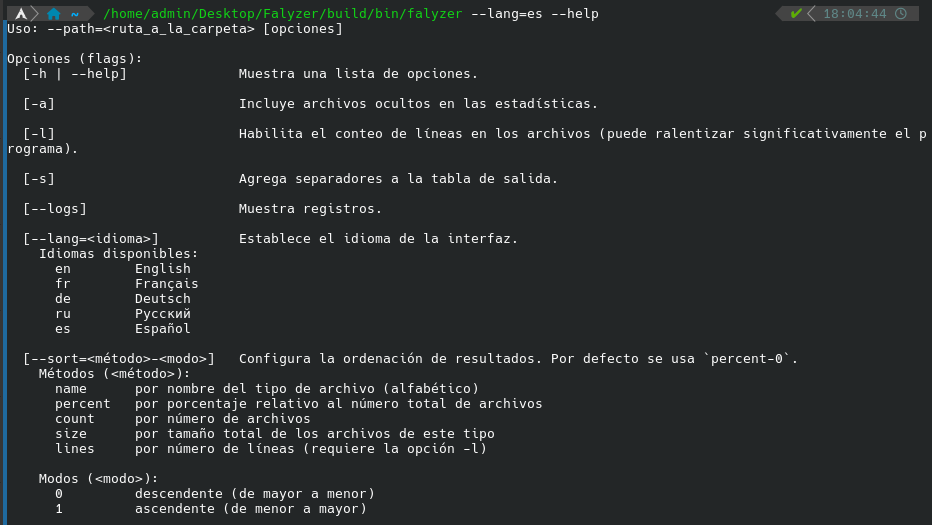 ~ /home/admin/Desktop/Falyzer/build/bin/falyzer --lang=es --help ✔ 18:04:44
Uso: --path=<ruta_a_la_carpeta> [opciones]
Opciones (flags):
[-h | --help] Muestra una lista de opciones.
[-a] Incluye archivos ocultos en las estadísticas.
[-l] Habilita el conteo de líneas en los archivos (puede ralentizar significativamente el p
rograma).
[-s] Agrega separadores a la tabla de salida.
[--logs] Muestra registros.
[--lang=<idioma>] Establece el idioma de la interfaz.
Idiomas disponibles:
en English
fr Français
de Deutsch
ru Русский
es Español
[--sort=<método>-<modo>] Configura la ordenación de resultados. Por defecto se usa `percent-0`.
Métodos (<método>):
name por nombre del tipo de archivo (alfabético)
percent por porcentaje relativo al número total de archivos
count por número de archivos
size por tamaño total de los archivos de este tipo
lines por número de líneas (requiere la opción -l)
Modos (<modo>):
0 descendente (de mayor a menor)
1 ascendente (de menor a mayor)